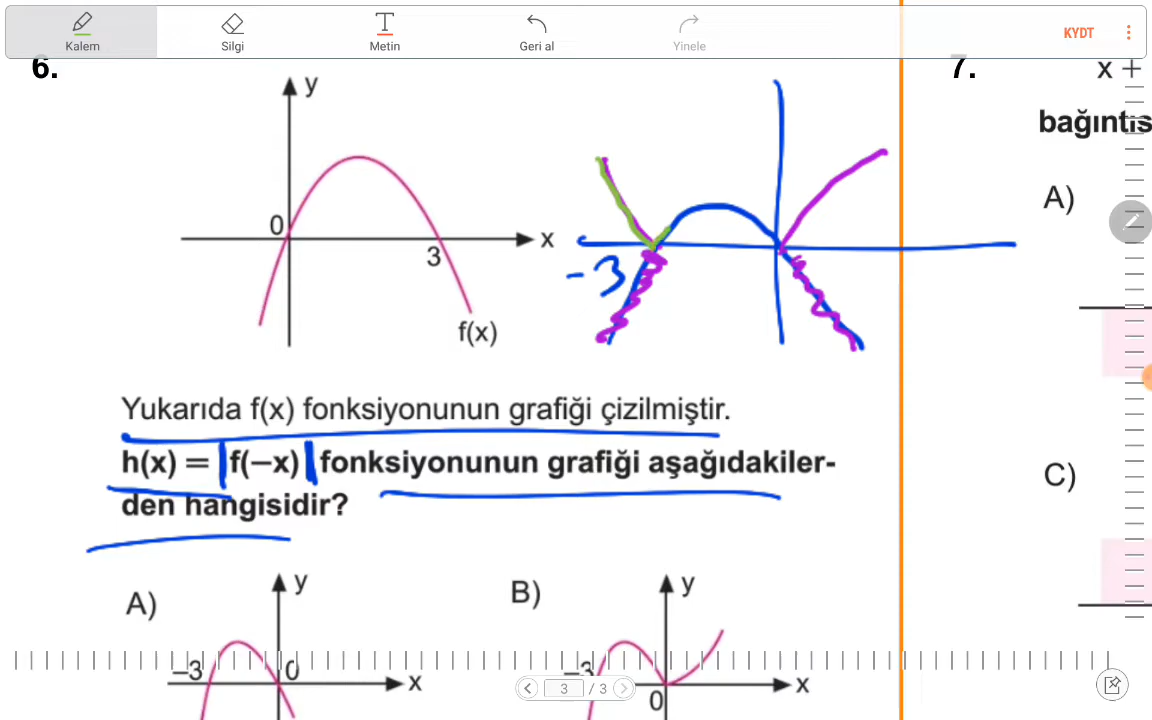 Kalem
Silgi
Metin
Geri al
Yinele
KYDT
6.
y
0
3
x
f(x)
-3
Yukarıda f(x) fonksiyonunun grafiği çizilmiştir.
h(x) = |f(−x)| fonksiyonunun grafiği aşağıdakiler-
den hangisidir?
A)
y
−3
0
x
B)
y
−3
0
x
3 / 3
7.
x +
bağıntıs
A)
C)